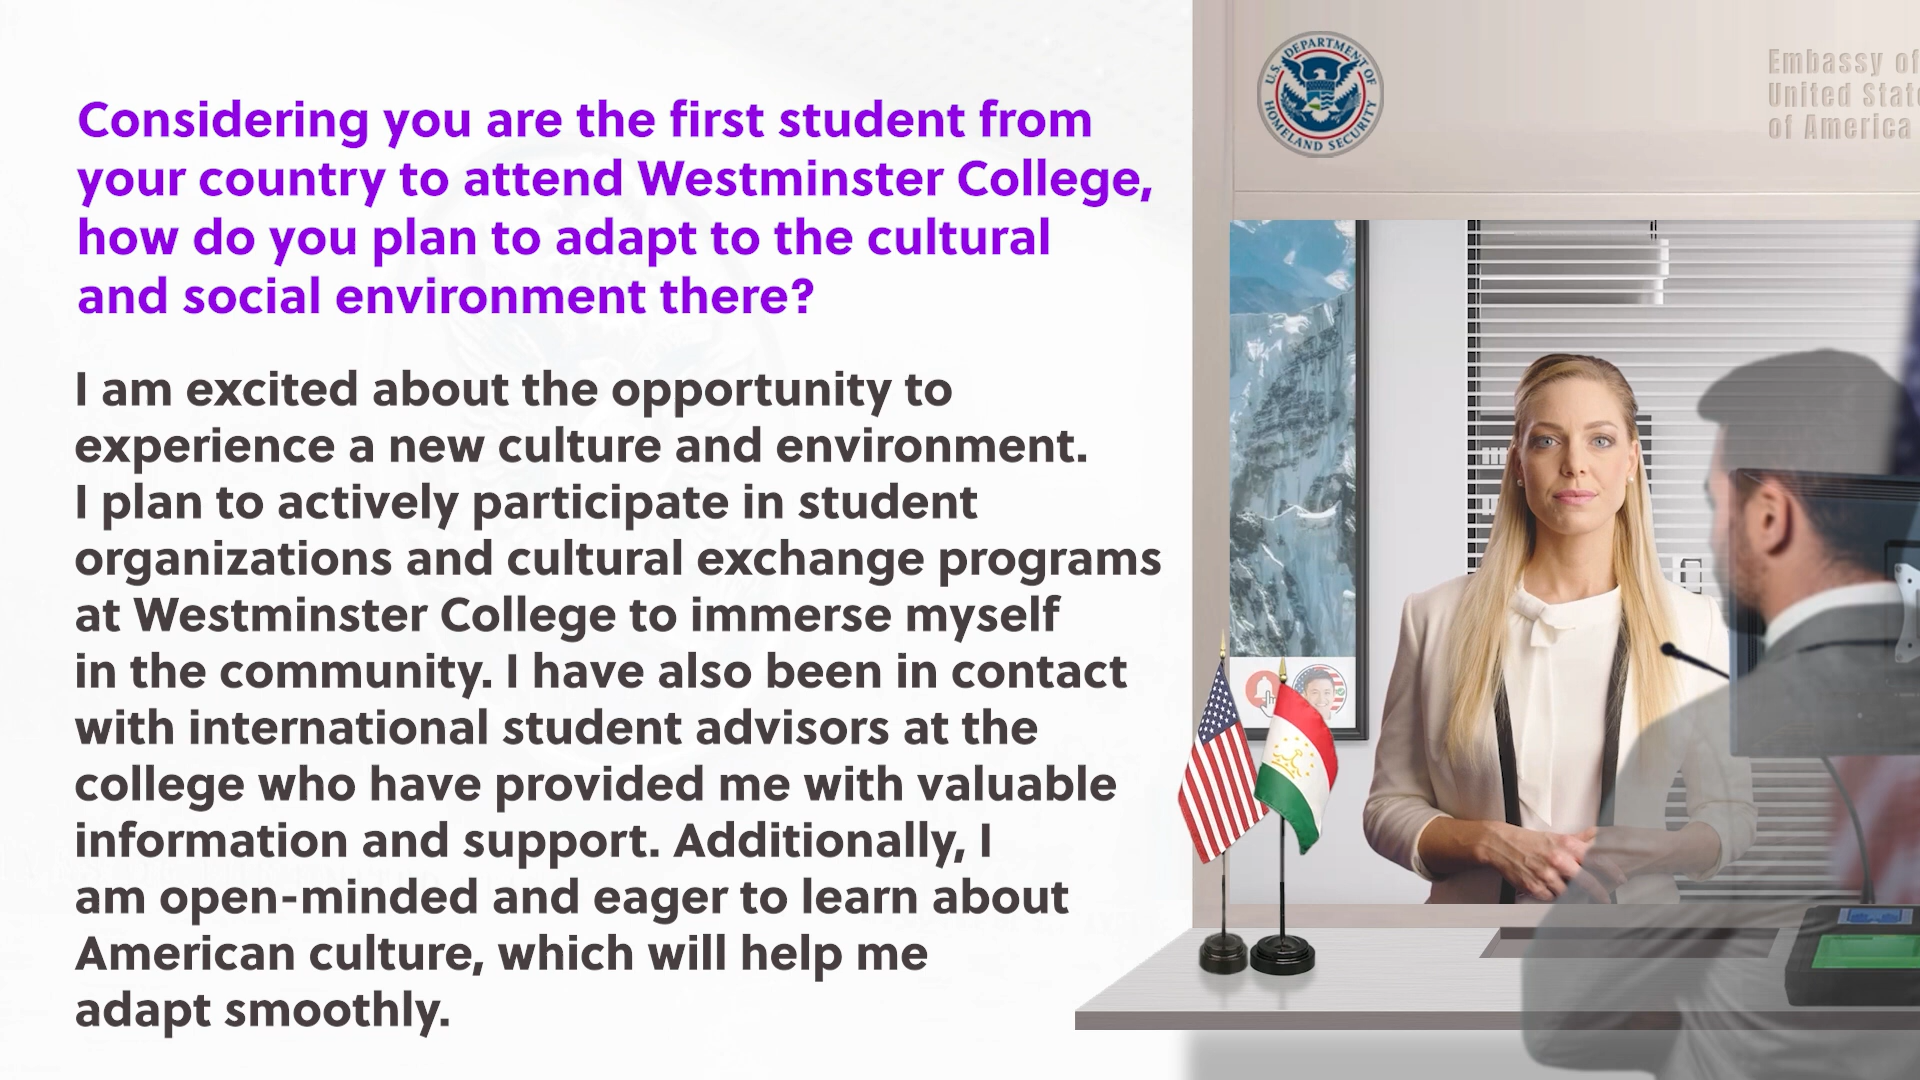 Considering you are the first student from
your country to attend Westminster College,
how do you plan to adapt to the cultural
and social environment there?
I am excited about the opportunity to
experience a new culture and environment.
I plan to actively participate in student
organizations and cultural exchange programs
at Westminster College to immerse myself
in the community. I have also been in contact
with international student advisors at the
college who have provided me with valuable
information and support. Additionally, I
am open-minded and eager to learn about
American culture, which will help me
adapt smoothly.
U.S. DEPARTMENT OF
HOMELAND SECURITY
Embassy of
United State
of America